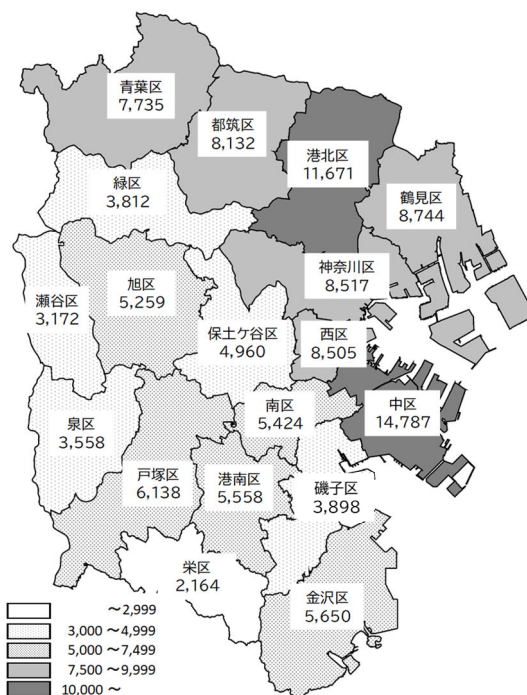 青葉区
7,735
都筑区
8,132
港北区
11,671
鶴見区
8,744
緑区
3,812
神奈川区
8,517
旭区
5,259
瀬谷区
3,172
保土ケ谷区
4,960
西区
8,505
中区
14,787
南区
5,424
泉区
3,558
戸塚区
6,138
港南区
5,558
磯子区
3,898
栄区
2,164
金沢区
5,650
～2,999
3,000～4,999
5,000～7,499
7,500～9,999
10,000～